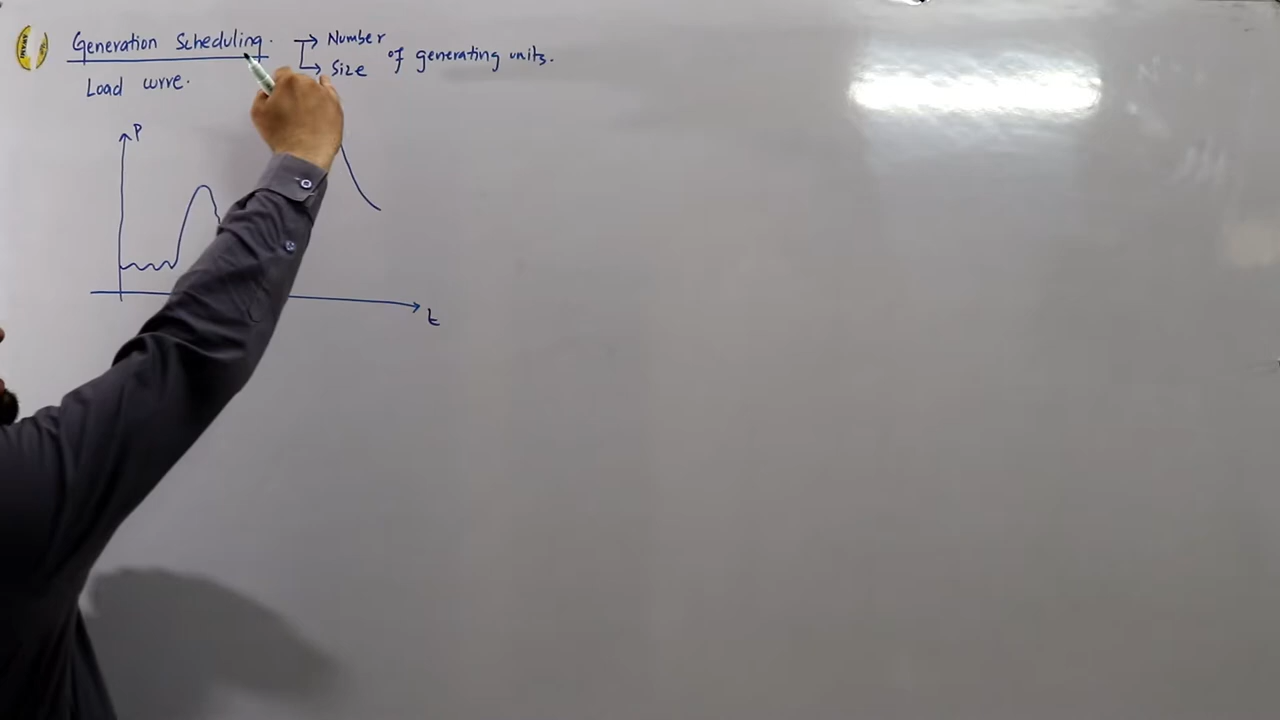 Generation Scheduling. → Number
→ Size of generating units.
Load curve.
P
t